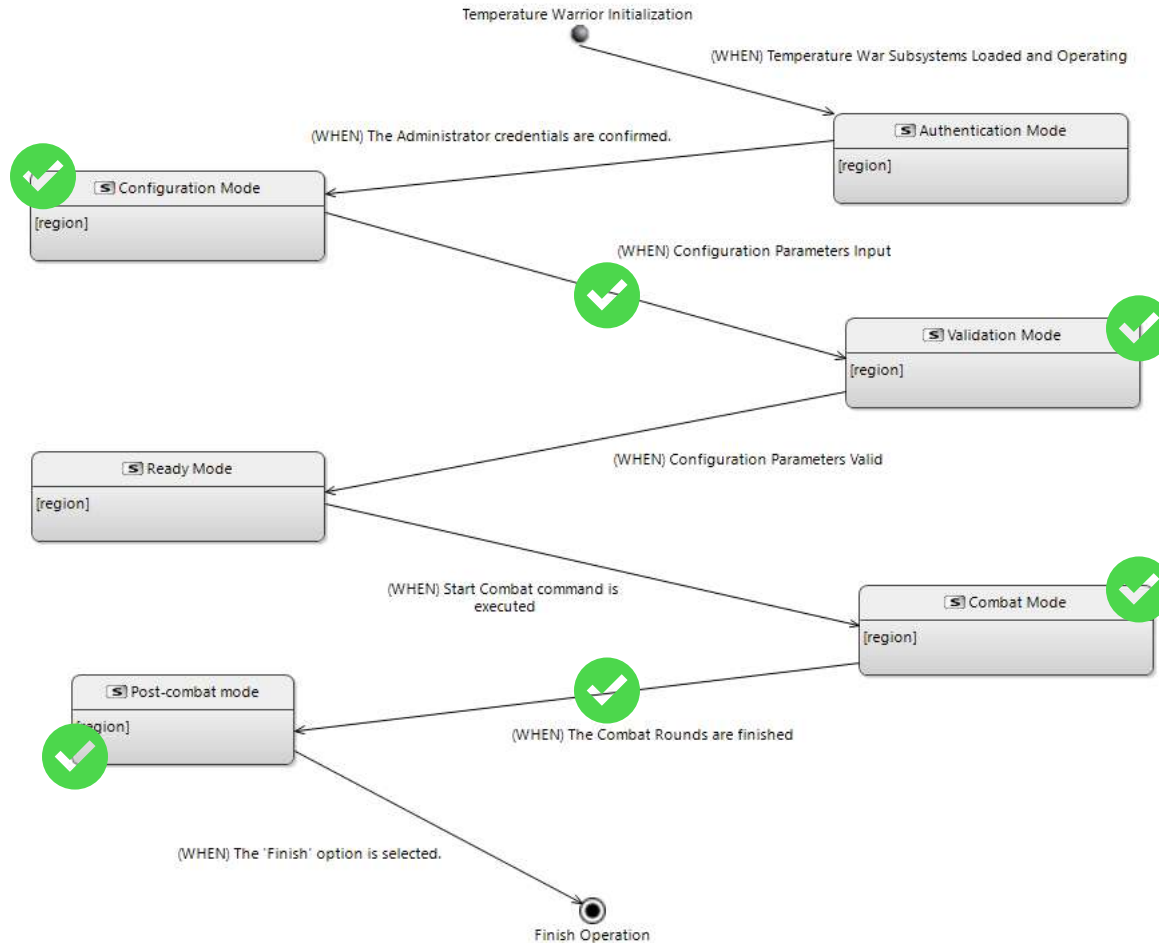 Temperature Warrior Initialization
(WHEN) Temperature War Subsystems Loaded and Operating
S Authentication Mode
[region]
(WHEN) The Administrator credentials are confirmed.
S Configuration Mode
[region]
(WHEN) Configuration Parameters Input
S Validation Mode
[region]
(WHEN) Configuration Parameters Valid
S Ready Mode
[region]
(WHEN) Start Combat command is
executed
S Combat Mode
[region]
(WHEN) The Combat Rounds are finished
S Post-combat mode
[region]
(WHEN) The 'Finish' option is selected.
Finish Operation